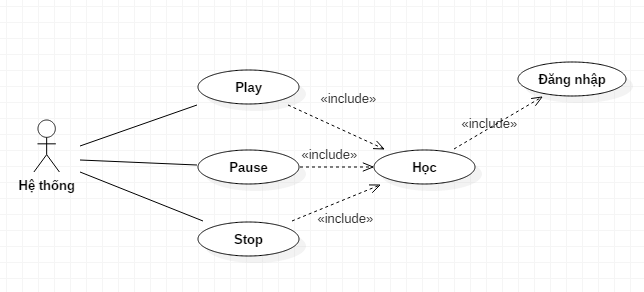 Đăng nhập
Play
«include»
«include»
Hệ thống
Pause
«include»
Học
«include»
Stop